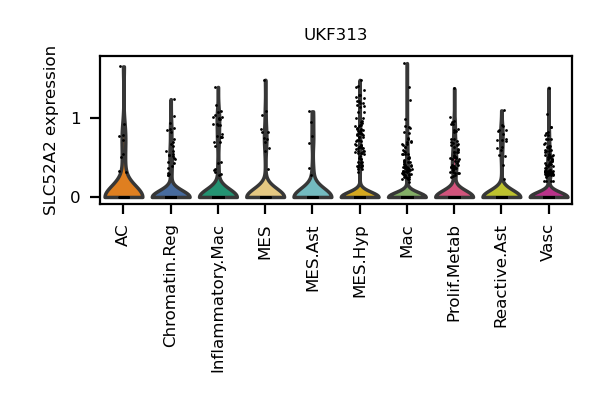 UKF313
SLC52A2 expression
1
0
AC
Chromatin.Reg
Inflammatory.Mac
MES
MES.Ast
MES.Hyp
Mac
Prolif.Metab
Reactive.Ast
Vasc